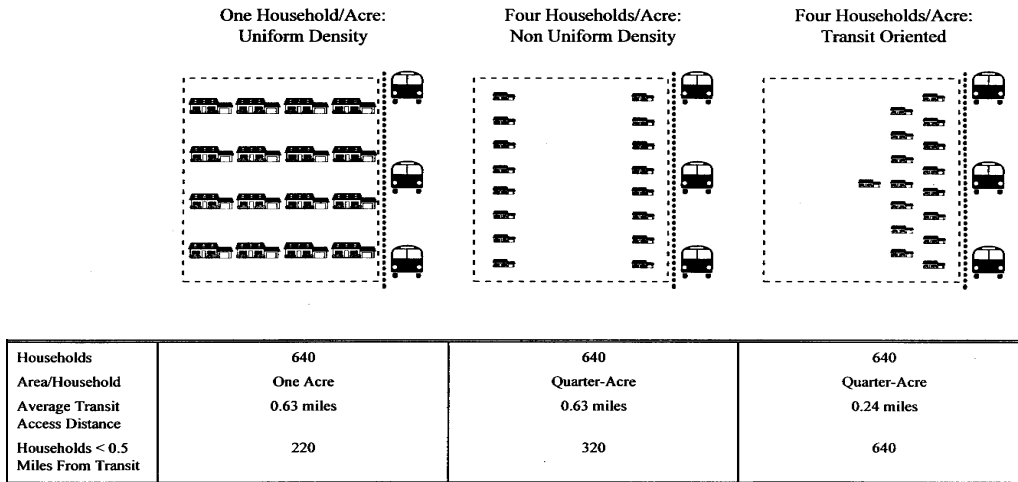 One Household/Acre:
Uniform Density
Four Households/Acre:
Non Uniform Density
Four Households/Acre:
Transit Oriented
Households 640 640 640
Area/Household One Acre Quarter-Acre Quarter-Acre
Average Transit 0.63 miles 0.63 miles 0.24 miles
Access Distance
Households < 0.5 220 320 640
Miles From Transit